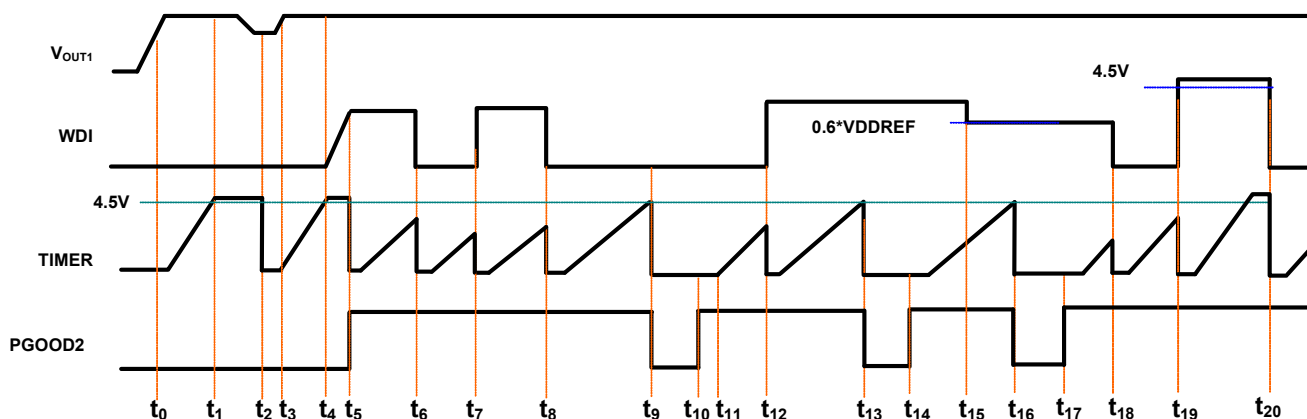 V_OUT1
4.5V
WDI
0.6*VDDREF
4.5V
TIMER
PGOOD2
t0 t1 t2 t3 t4 t5 t6 t7 t8 t9 t10 t11 t12 t13 t14 t15 t16 t17 t18 t19 t20